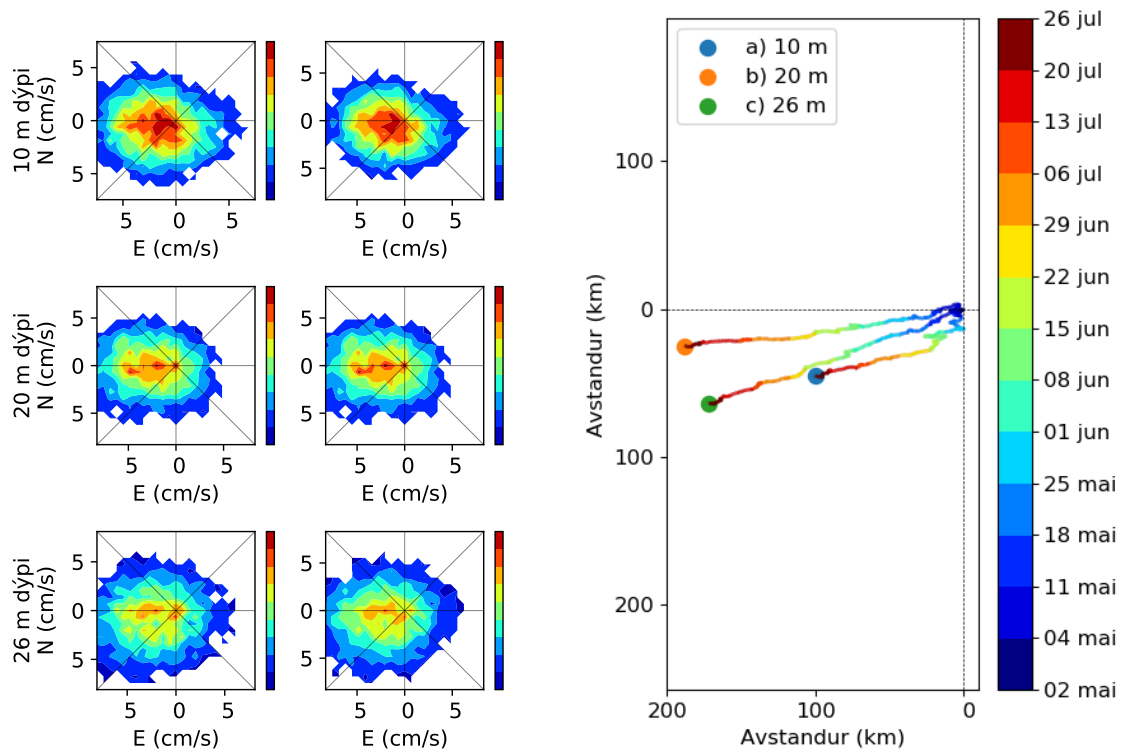 10 m dýpi
N (cm/s)
5
0
5
5 0 5
E (cm/s)
5
0
5
5 0 5
E (cm/s)
20 m dýpi
N (cm/s)
5
0
5
5 0 5
E (cm/s)
5
0
5
5 0 5
E (cm/s)
26 m dýpi
N (cm/s)
5
0
5
5 0 5
E (cm/s)
5
0
5
5 0 5
E (cm/s)
a) 10 m
b) 20 m
c) 26 m
Avstandur (km)
100
0
100
200
200 100 0
Avstandur (km)
26 jul
20 jul
13 jul
06 jul
29 jun
22 jun
15 jun
08 jun
01 jun
25 mai
18 mai
11 mai
04 mai
02 mai